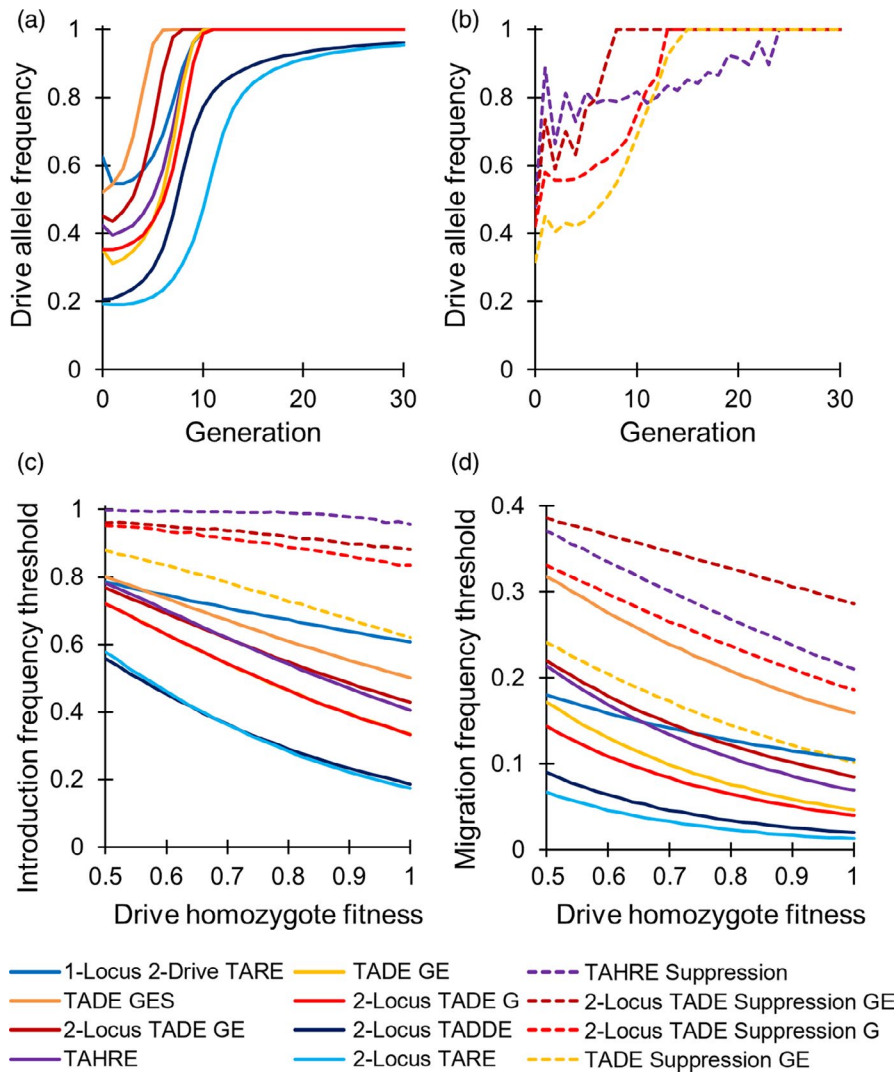 (a)
Drive allele frequency
1
0.8
0.6
0.4
0.2
0
0 10 20 30
Generation
(b)
Drive allele frequency
1
0.8
0.6
0.4
0.2
0
0 10 20 30
Generation
(c)
Introduction frequency threshold
1
0.8
0.6
0.4
0.2
0
0.5 0.6 0.7 0.8 0.9 1
Drive homozygote fitness
(d)
Migration frequency threshold
0.4
0.3
0.2
0.1
0
0.5 0.6 0.7 0.8 0.9 1
Drive homozygote fitness
1-Locus 2-Drive TARE
TADE GES
2-Locus TADE GE
TAHRE
TADE GE
2-Locus TADE G
2-Locus TADDE
2-Locus TARE
TAHRE Suppression
2-Locus TADE Suppression GE
2-Locus TADE Suppression G
TADE Suppression GE